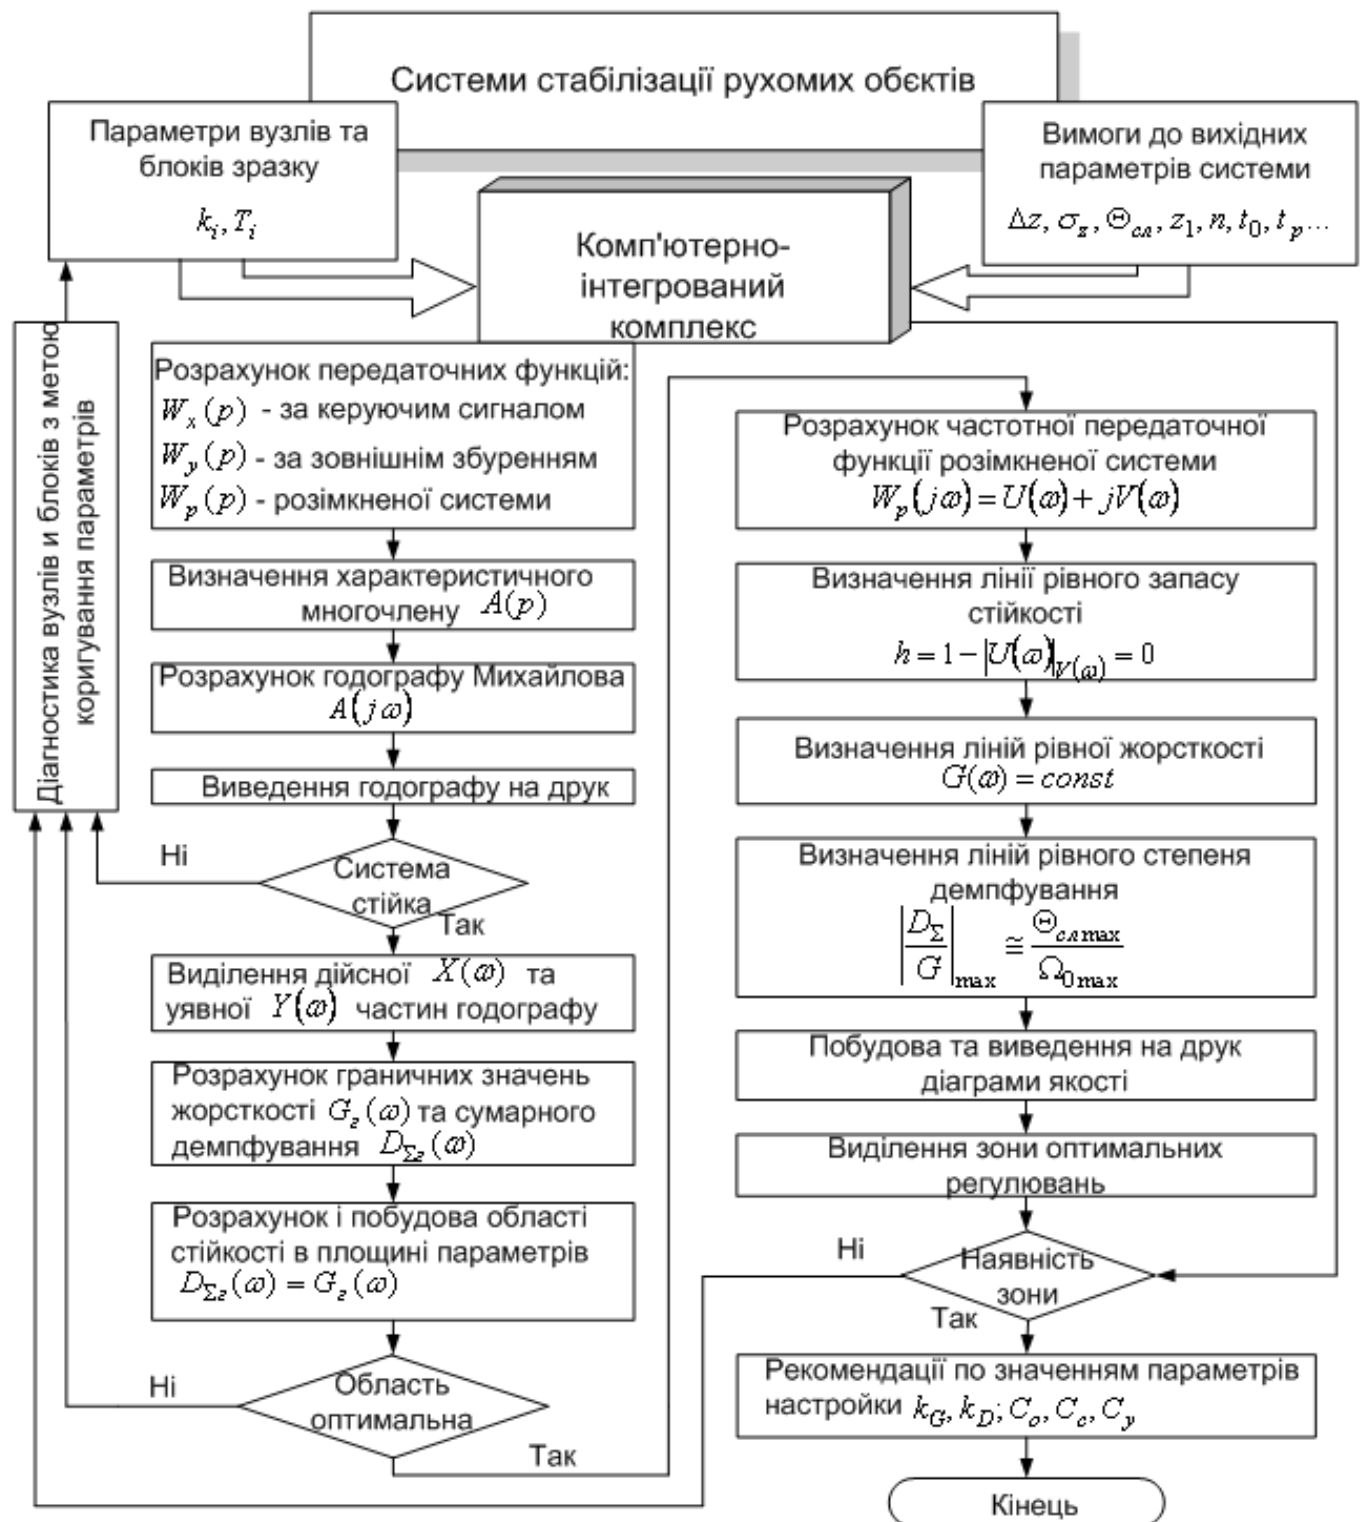 Системи стабілізації рухомих обєктів
Параметри вузлів та
блоків зразку
k_i, T_i
Вимоги до вихідних
параметрів системи
Δz, σ_z, Θ_сл, z_1, n, t_0, t_p...
Комп'ютерно-
інтегрований
комплекс
Діагностика вузлів и блоків з метою
коригування параметрів
Розрахунок передаточних функцій:
W_x(p) - за керуючим сигналом
W_y(p) - за зовнішнім збуренням
W_p(p) - розімкненої системи
Визначення характеристичного
многочлену A(p)
Розрахунок годографу Михайлова
A(jω)
Виведення годографу на друк
Ні
Система
стійка
Так
Виділення дійсної X(ω) та
уявної Y(ω) частин годографу
Розрахунок граничних значень
жорсткості G_г(ω) та сумарного
демпфування D_Σг(ω)
Розрахунок і побудова області
стійкості в площині параметрів
D_Σг(ω) = G_г(ω)
Ні
Область
оптимальна
Так
Розрахунок частотної передаточної
функції розімкненої системи
W_p(jω) = U(ω) + jV(ω)
Визначення лінії рівного запасу
стійкості
h = 1 − |U(ω)|_V(ω) = 0
Визначення ліній рівної жорсткості
G(ω) = const
Визначення ліній рівного степеня
демпфування
|D_Σ/G|_max ≅ Θ_сл max/Ω_0 max
Побудова та виведення на друк
діаграми якості
Виділення зони оптимальних
регулювань
Ні
Наявність
зони
Так
Рекомендації по значенням параметрів
настройки k_G, k_D; C_o, C_c, C_y
Кінець